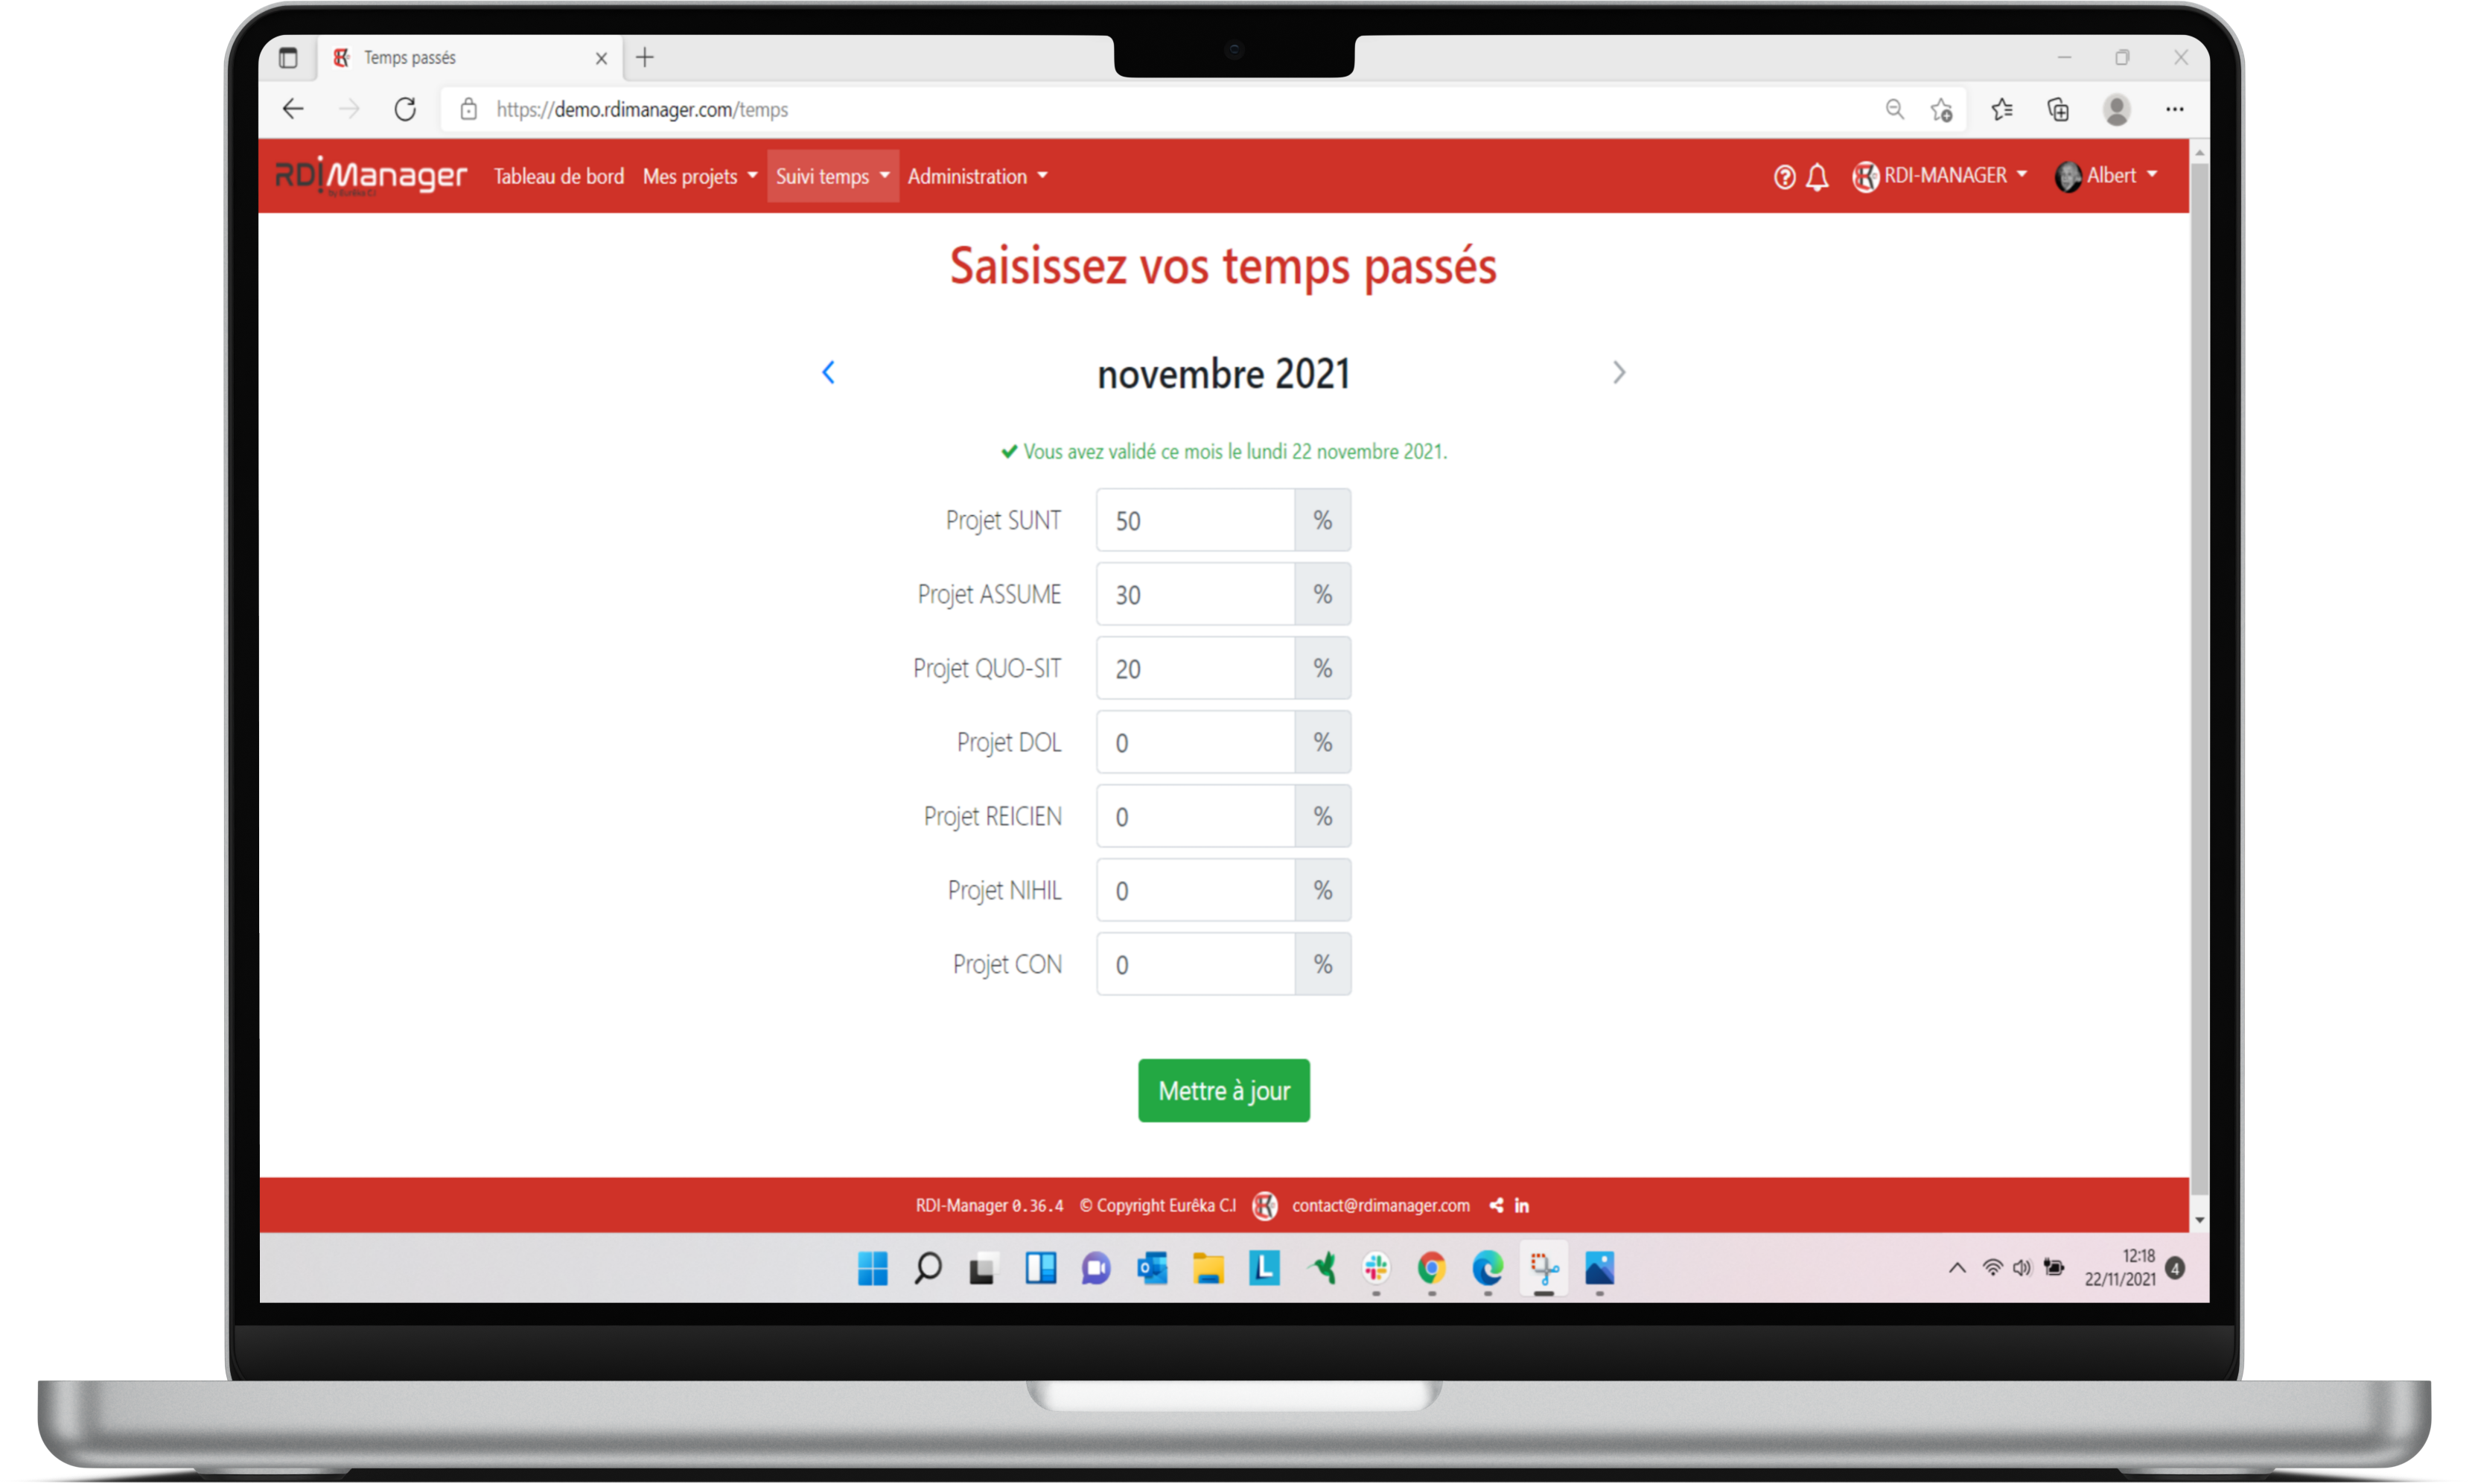 Temps passés
https://demo.rdimanager.com/temps
RDI Manager Tableau de bord Mes projets Suivi temps Administration RDI-MANAGER Albert
by Eurêka C.I
Saisissez vos temps passés
novembre 2021
Vous avez validé ce mois le lundi 22 novembre 2021.
Projet SUNT 50 %
Projet ASSUME 30 %
Projet QUO-SIT 20 %
Projet DOL 0 %
Projet REICIEN 0 %
Projet NIHIL 0 %
Projet CON 0 %
Mettre à jour
RDI-Manager 0.36.4 © Copyright Eurêka C.I contact@rdimanager.com in
12:18
22/11/2021 4